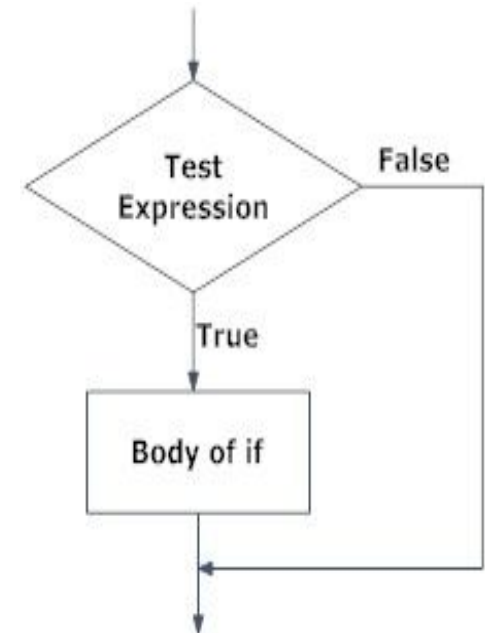 Test
Expression
False
True
Body of if